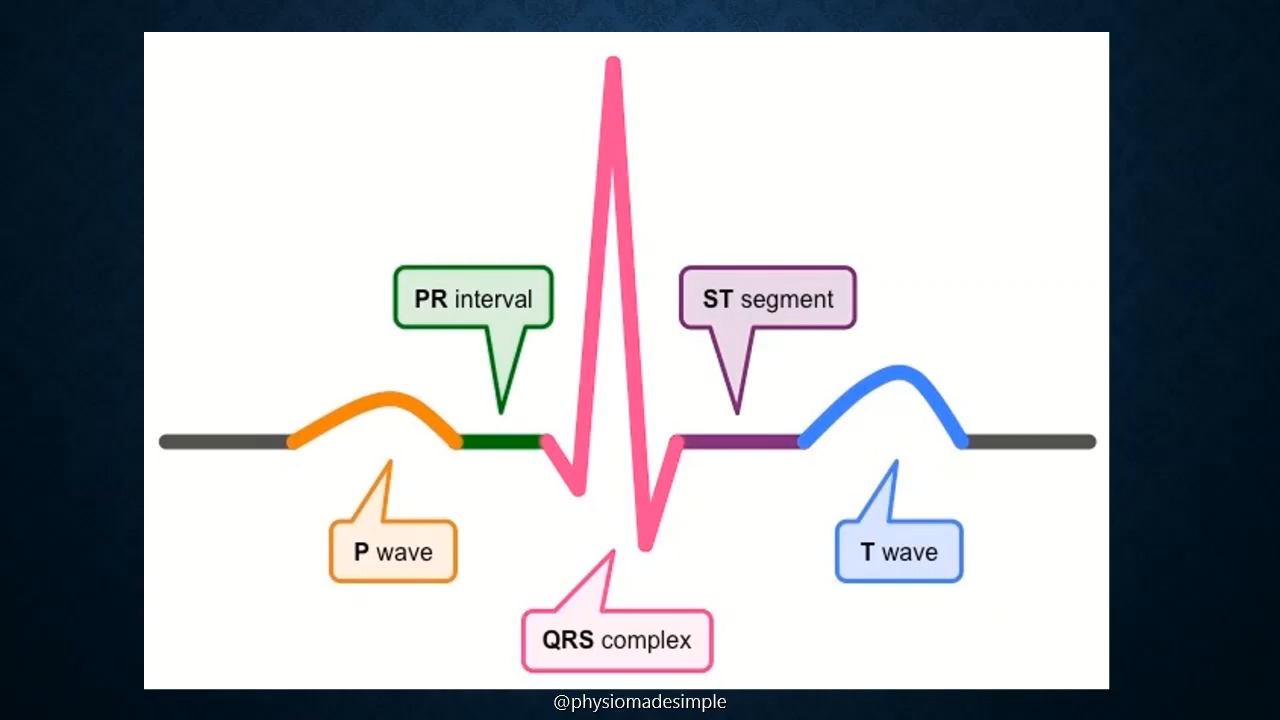 PR interval
ST segment
P wave
T wave
QRS complex
@physiomadesimple